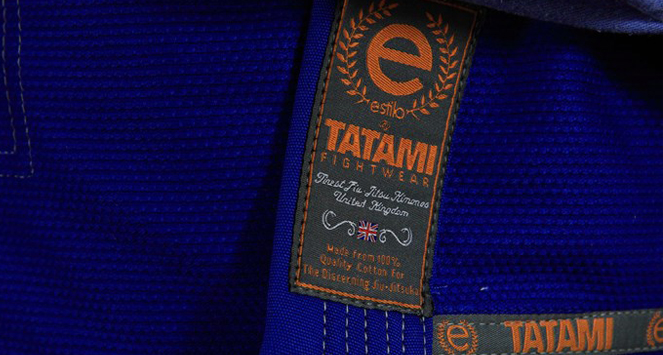 e
estilo
®
TATAMI
FIGHTWEAR
Finest Jiu-Jitsu Kimonos
United Kingdom
Made from 100%
Quality Cotton For
The Discerning Jiu-Jitsuka
e TATAMI e